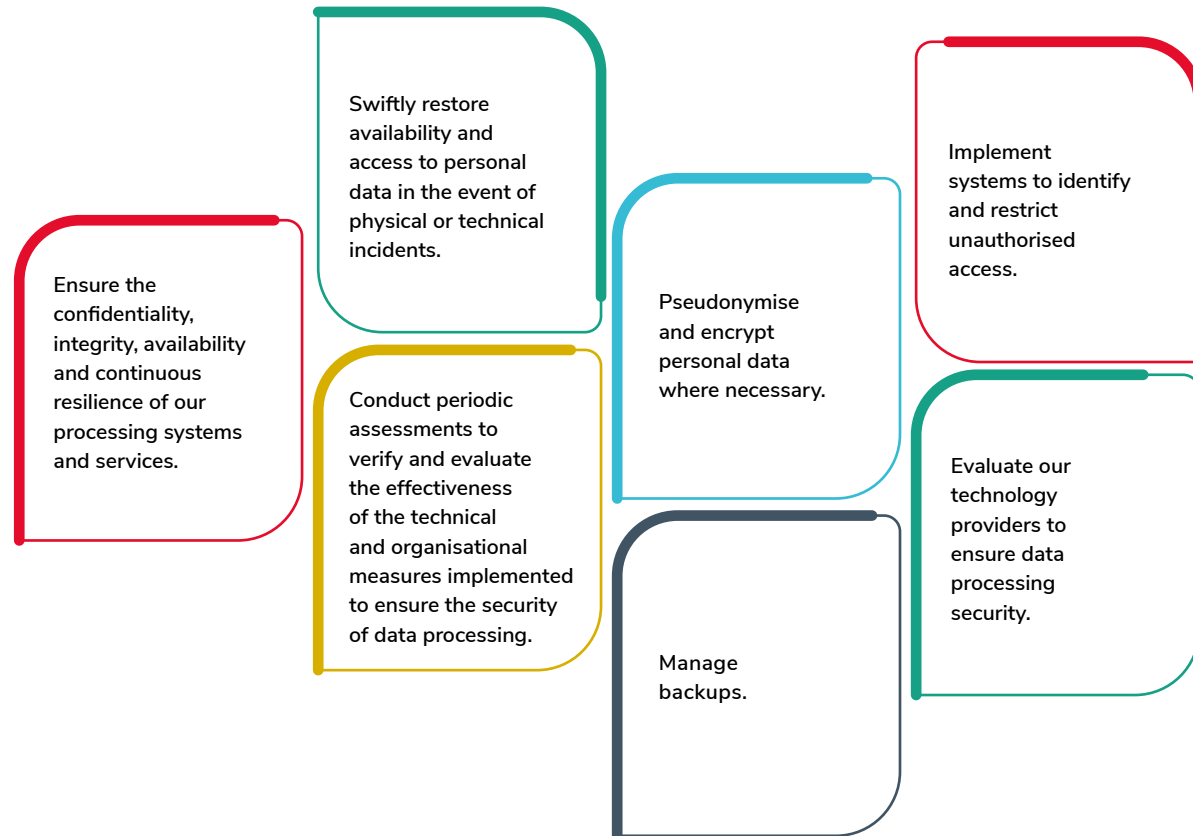 Ensure the
confidentiality,
integrity, availability
and continuous
resilience of our
processing systems
and services.
Swiftly restore
availability and
access to personal
data in the event of
physical or technical
incidents.
Conduct periodic
assessments to
verify and evaluate
the effectiveness
of the technical
and organisational
measures implemented
to ensure the security
of data processing.
Pseudonymise
and encrypt
personal data
where necessary.
Manage
backups.
Implement
systems to identify
and restrict
unauthorised
access.
Evaluate our
technology
providers to
ensure data
processing
security.